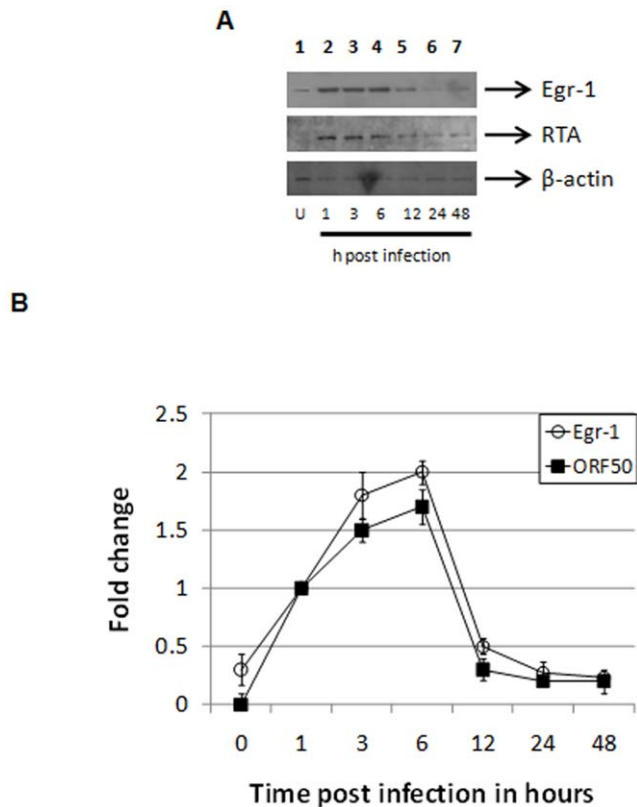 A
1 2 3 4 5 6 7
Egr-1
RTA
β-actin
U 1 3 6 12 24 48
h post infection
B
2.5
2
1.5
1
0.5
0
Fold change
Egr-1
ORF50
0 1 3 6 12 24 48
Time post infection in hours